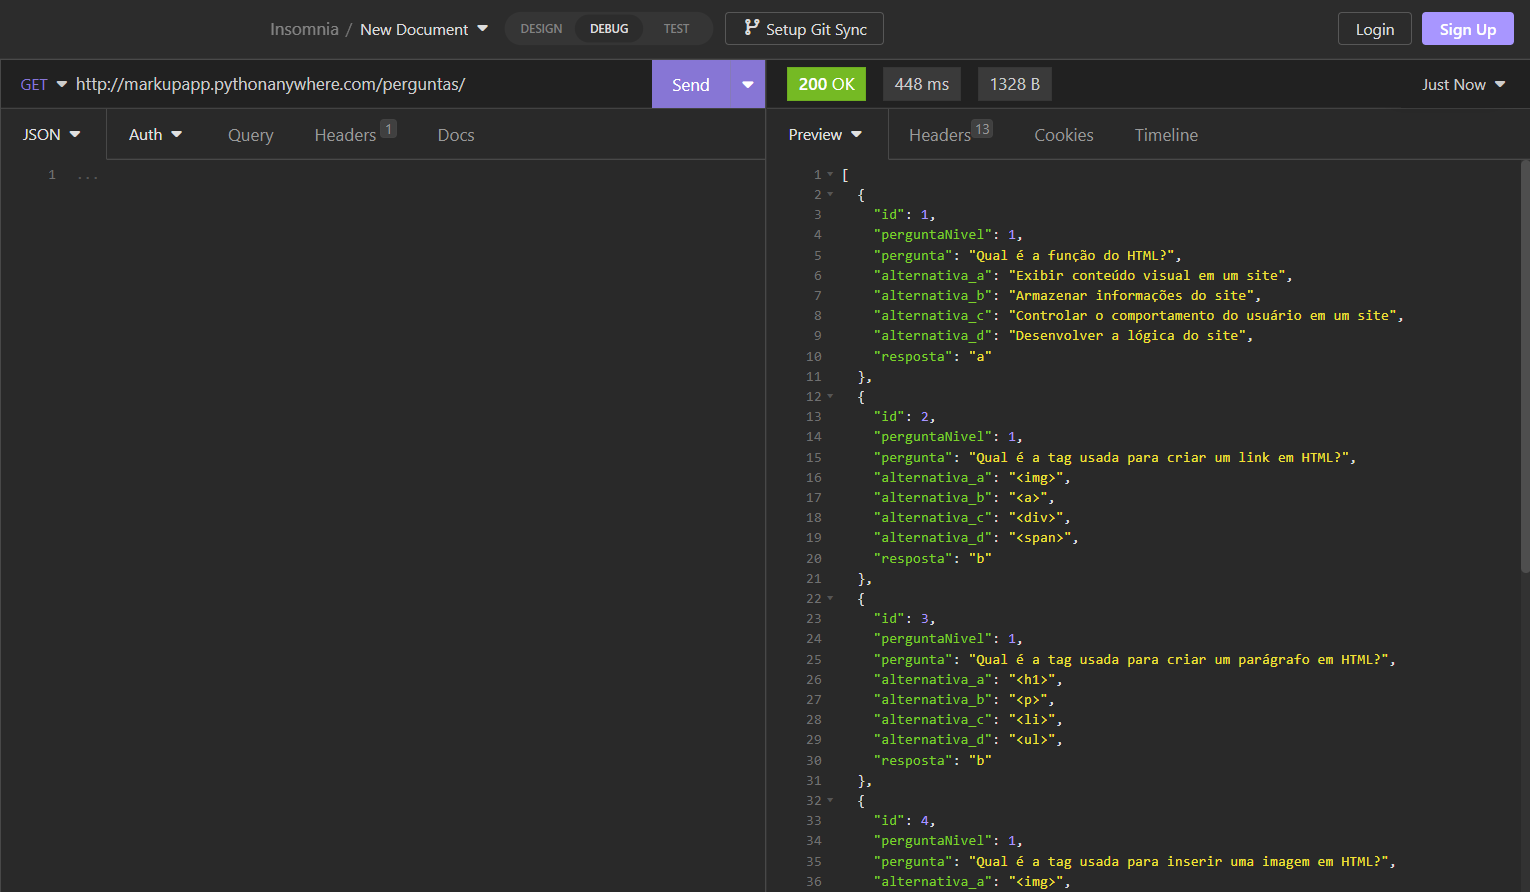 Insomnia / New Document DESIGN DEBUG TEST Setup Git Sync Login Sign Up
GET http://markupapp.pythonanywhere.com/perguntas/ Send 200 OK 448 ms 1328 B Just Now
JSON Auth Query Headers 1 Docs Preview Headers 13 Cookies Timeline
1 ...
1 [
2 {
3 "id": 1,
4 "perguntaNivel": 1,
5 "pergunta": "Qual é a função do HTML?",
6 "alternativa_a": "Exibir conteúdo visual em um site",
7 "alternativa_b": "Armazenar informações do site",
8 "alternativa_c": "Controlar o comportamento do usuário em um site",
9 "alternativa_d": "Desenvolver a lógica do site",
10 "resposta": "a"
11 },
12 {
13 "id": 2,
14 "perguntaNivel": 1,
15 "pergunta": "Qual é a tag usada para criar um link em HTML?",
16 "alternativa_a": "<img>",
17 "alternativa_b": "<a>",
18 "alternativa_c": "<div>",
19 "alternativa_d": "<span>",
20 "resposta": "b"
21 },
22 {
23 "id": 3,
24 "perguntaNivel": 1,
25 "pergunta": "Qual é a tag usada para criar um parágrafo em HTML?",
26 "alternativa_a": "<h1>",
27 "alternativa_b": "<p>",
28 "alternativa_c": "<li>",
29 "alternativa_d": "<ul>",
30 "resposta": "b"
31 },
32 {
33 "id": 4,
34 "perguntaNivel": 1,
35 "pergunta": "Qual é a tag usada para inserir uma imagem em HTML?",
36 "alternativa_a": "<img>",